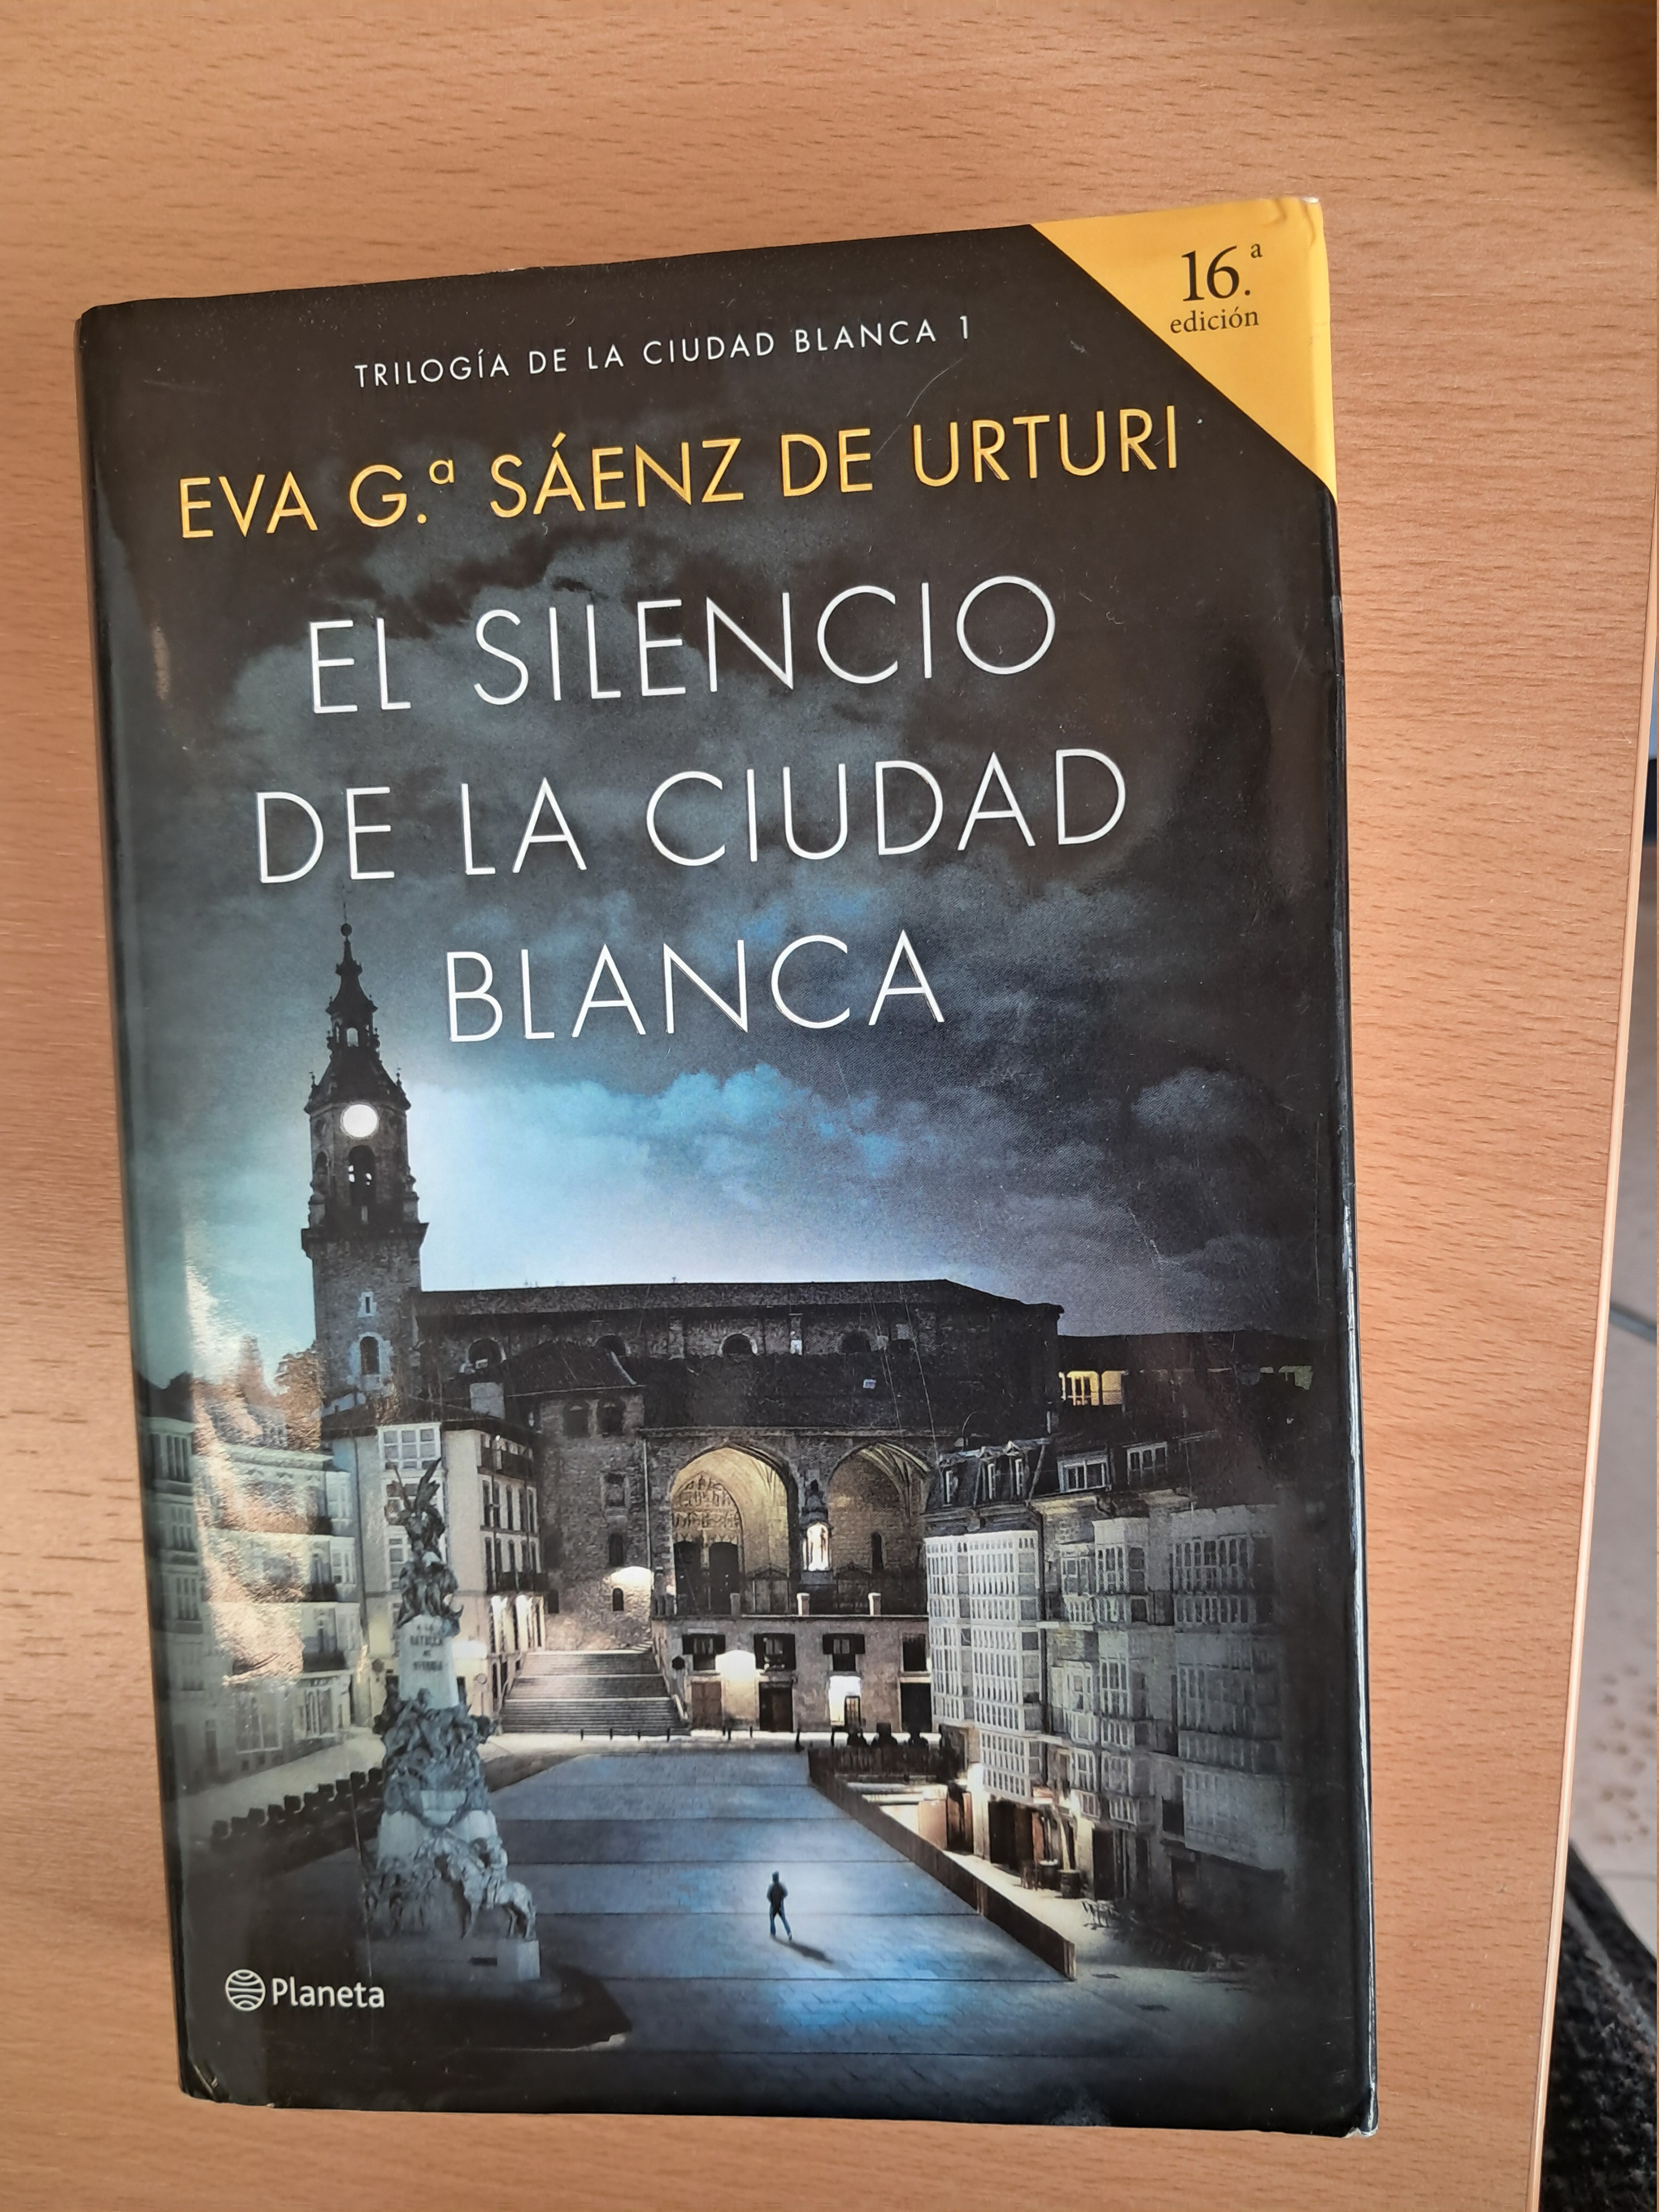 16.ª
edición
TRILOGÍA DE LA CIUDAD BLANCA 1
EVA G.ª SÁENZ DE URTURI
EL SILENCIO
DE LA CIUDAD
BLANCA
Planeta